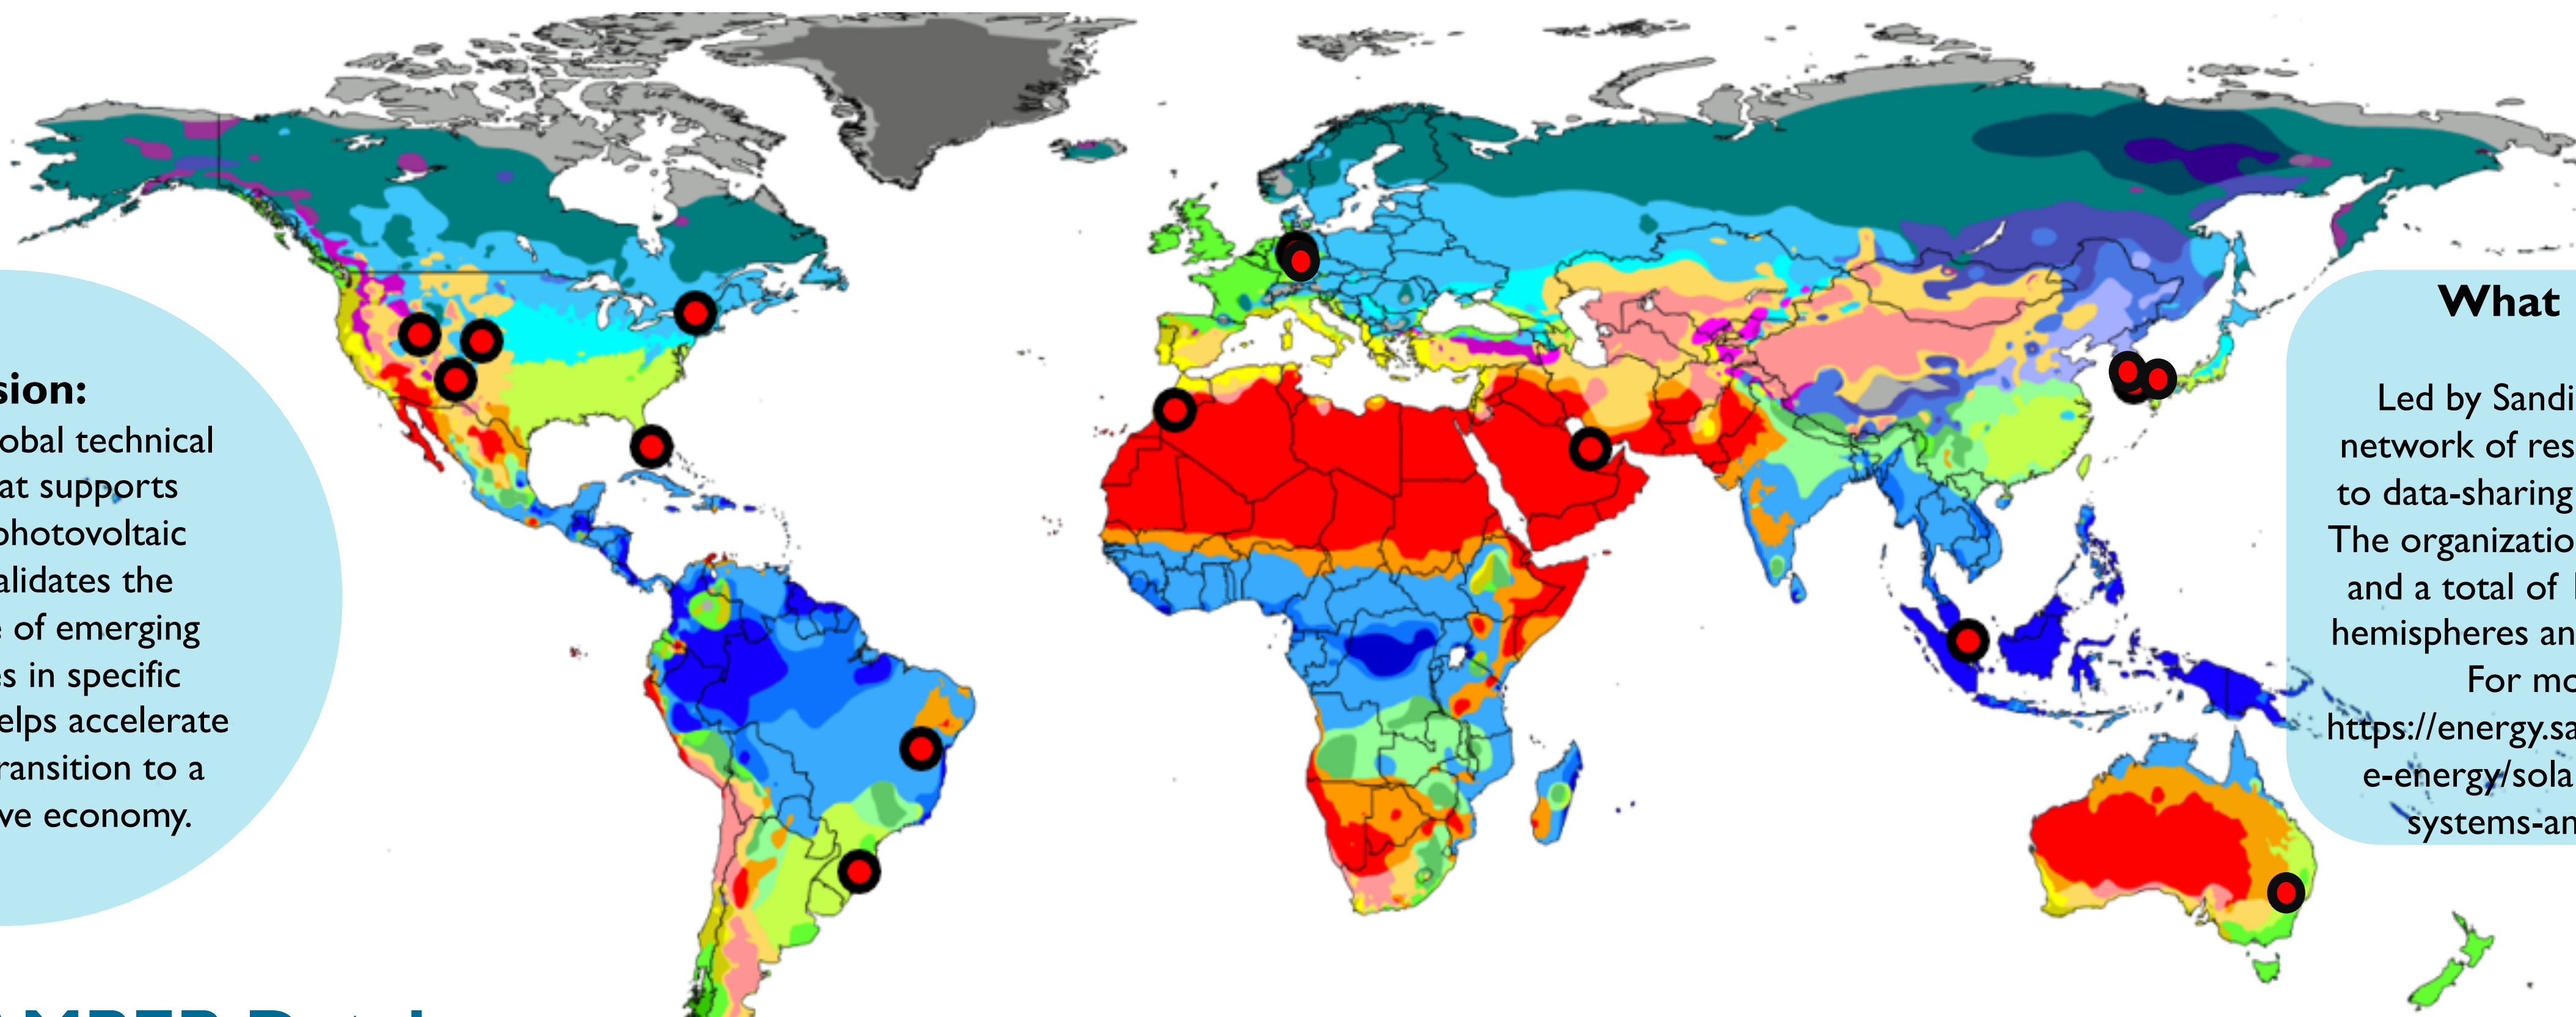 sion:
obal technical
at supports
photovoltaic
alidates the
e of emerging
es in specific
elps accelerate
ransition to a
ve economy.
What
Led by Sandi
network of res
to data-sharing
The organizatio
and a total of
hemispheres an
For mo
https://energy.sa
e-energy/sola
systems-an